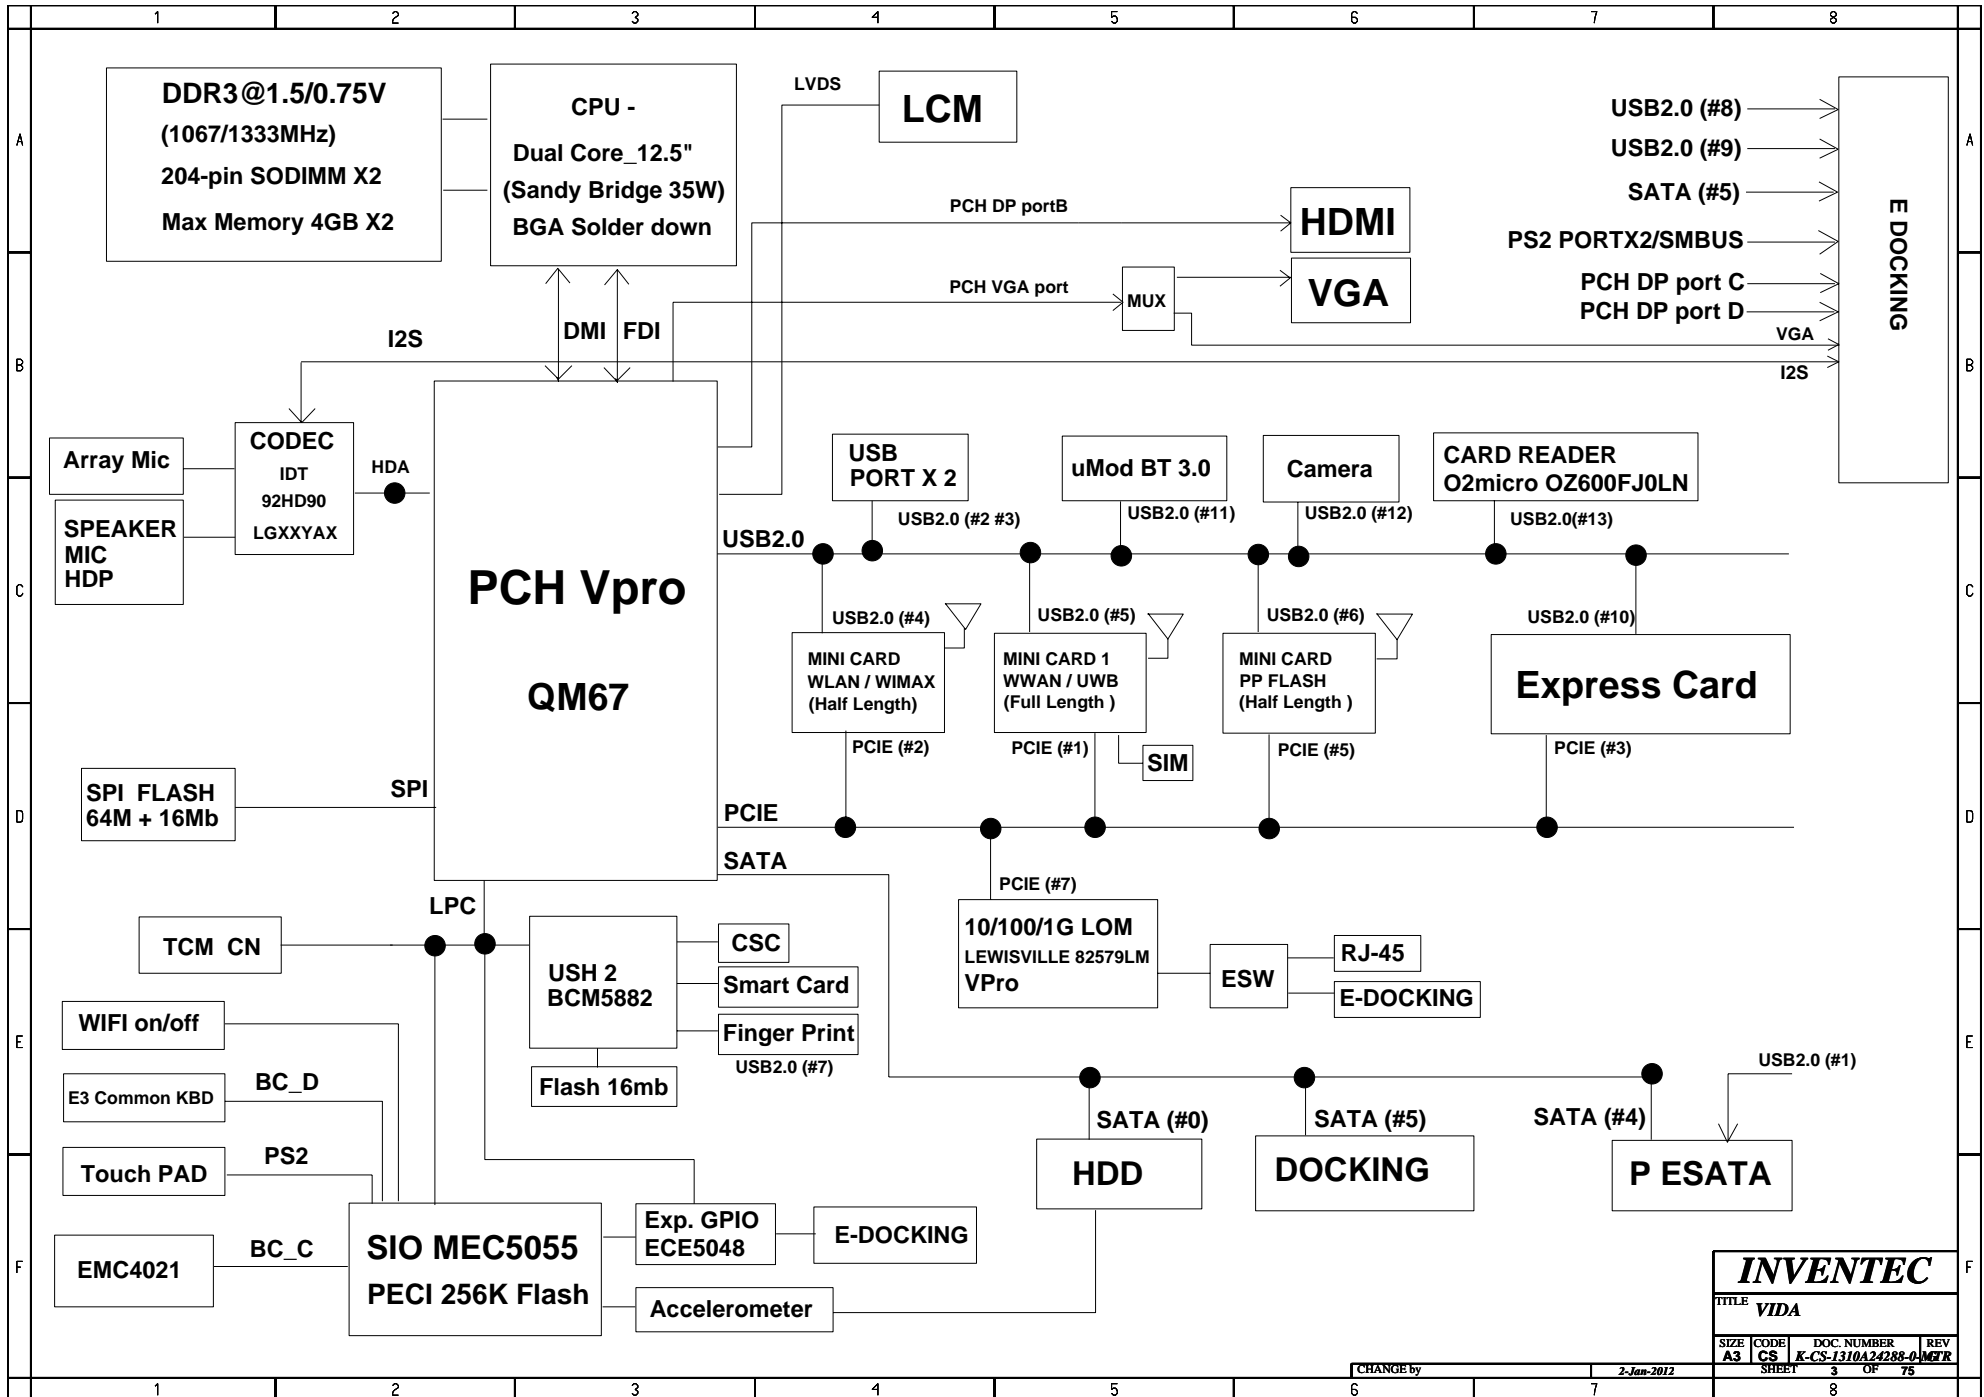 1 2 3 4 5 6 7 8
A
B
C
D
E
F
A
B
C
D
E
F
DDR3@1.5/0.75V
(1067/1333MHz)
204-pin SODIMM X2
Max Memory 4GB X2
CPU -
Dual Core_12.5"
(Sandy Bridge 35W)
BGA Solder down
LVDS
LCM
PCH DP portB
HDMI
PCH VGA port
MUX
VGA
USB2.0 (#8)
USB2.0 (#9)
SATA (#5)
PS2 PORTX2/SMBUS
PCH DP port C
PCH DP port D
VGA
I2S
E DOCKING
I2S
DMI
FDI
Array Mic
SPEAKER
MIC
HDP
CODEC
IDT
92HD90
LGXXYAX
HDA
PCH Vpro
QM67
USB2.0
USB
PORT X 2
USB2.0 (#2 #3)
uMod BT 3.0
USB2.0 (#11)
Camera
USB2.0 (#12)
CARD READER
O2micro OZ600FJ0LN
USB2.0(#13)
USB2.0 (#4)
MINI CARD
WLAN / WIMAX
(Half Length)
PCIE (#2)
USB2.0 (#5)
MINI CARD 1
WWAN / UWB
(Full Length )
PCIE (#1)
SIM
USB2.0 (#6)
MINI CARD
PP FLASH
(Half Length )
PCIE (#5)
USB2.0 (#10)
Express Card
PCIE (#3)
SPI FLASH
64M + 16Mb
SPI
PCIE
SATA
LPC
PCIE (#7)
10/100/1G LOM
LEWISVILLE 82579LM
VPro
ESW
RJ-45
E-DOCKING
TCM CN
USH 2
BCM5882
CSC
Smart Card
Finger Print
USB2.0 (#7)
Flash 16mb
WIFI on/off
E3 Common KBD
BC_D
Touch PAD
PS2
EMC4021
BC_C
SIO MEC5055
PECI 256K Flash
Exp. GPIO
ECE5048
E-DOCKING
Accelerometer
SATA (#0)
HDD
SATA (#5)
DOCKING
SATA (#4)
USB2.0 (#1)
P ESATA
INVENTEC
TITLE
VIDA
SIZE CODE DOC. NUMBER REV
A3 CS K-CS-1310A24288-0-MTR
CHANGE by 2-Jan-2012 SHEET 3 OF 75
1 2 3 4 5 6 7 8